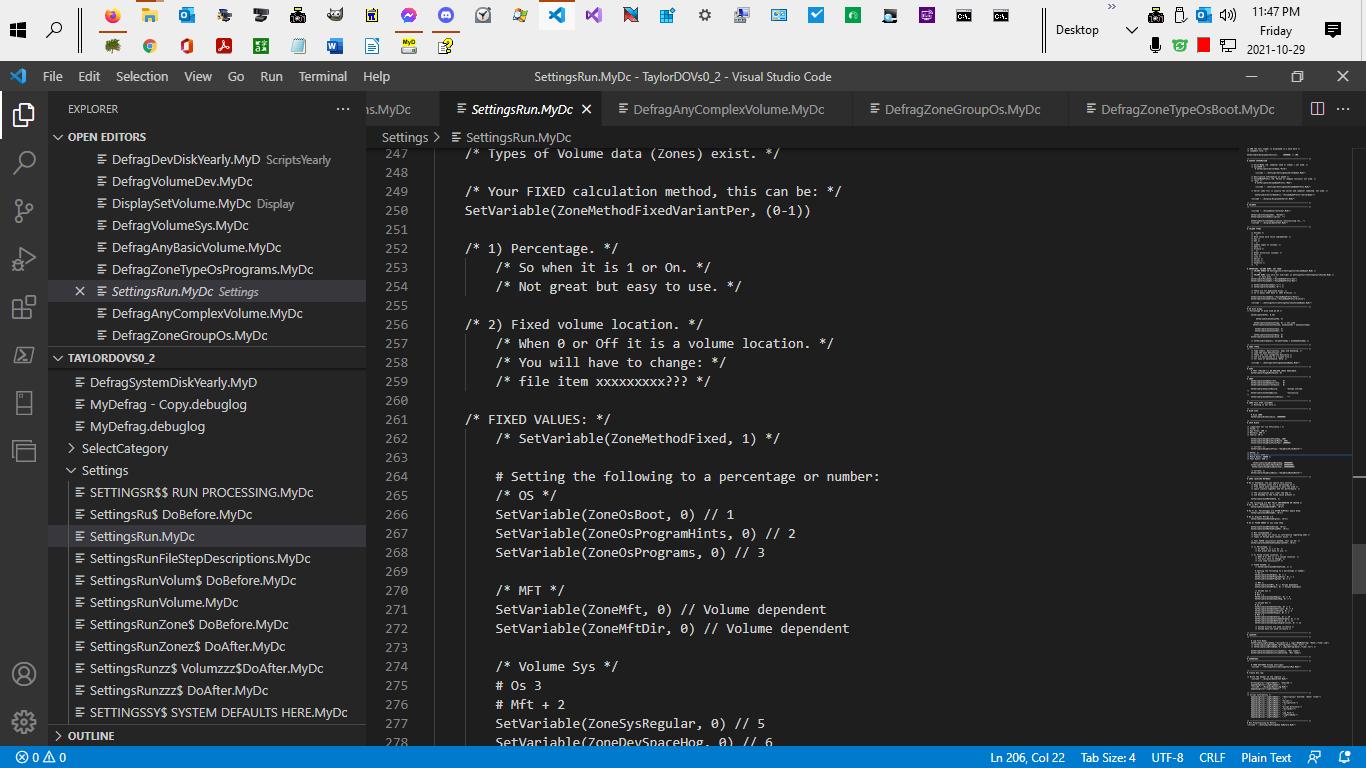 11:47 PM
Friday
2021-10-29
Desktop
File Edit Selection View Go Run Terminal Help
SettingsRun.MyDc - TaylorDOVs0_2 - Visual Studio Code
EXPLORER
ns.MyDc SettingsRun.MyDc DefragAnyComplexVolume.MyDc DefragZoneGroupOs.MyDc DefragZoneTypeOsBoot.MyDc
OPEN EDITORS
DefragDevDiskYearly.MyD ScriptsYearly
DefragVolumeDev.MyDc
DisplaySetVolume.MyDc Display
DefragVolumeSys.MyDc
DefragAnyBasicVolume.MyDc
DefragZoneTypeOsPrograms.MyDc
SettingsRun.MyDc Settings
DefragAnyComplexVolume.MyDc
DefragZoneGroupOs.MyDc
TAYLORDOVS0_2
DefragSystemDiskYearly.MyD
MyDefrag - Copy.debuglog
MyDefrag.debuglog
SelectCategory
Settings
SETTINGSR$$ RUN PROCESSING.MyDc
SettingsRu$ DoBefore.MyDc
SettingsRun.MyDc
SettingsRunFileStepDescriptions.MyDc
SettingsRunVolum$ DoBefore.MyDc
SettingsRunVolume.MyDc
SettingsRunZone$ DoBefore.MyDc
SettingsRunZonez$ DoAfter.MyDc
SettingsRunzz$ Volumzzz$DoAfter.MyDc
SettingsRunzzz$ DoAfter.MyDc
SETTINGSSY$ SYSTEM DEFAULTS HERE.MyDc
OUTLINE
Settings > SettingsRun.MyDc
247 /* Types of Volume data (Zones) exist. */
248
249 /* Your FIXED calculation method, this can be: */
250 SetVariable(ZoneMethodFixedVariantPer, (0-1))
251
252 /* 1) Percentage. */
253 /* So when it is 1 or On. */
254 /* Not great but easy to use. */
255
256 /* 2) Fixed volume location. */
257 /* When 0 or Off it is a volume location. */
258 /* You will have to change: */
259 /* file item xxxxxxxxx??? */
260
261 /* FIXED VALUES: */
262 /* SetVariable(ZoneMethodFixed, 1) */
263
264 # Setting the following to a percentage or number:
265 /* OS */
266 SetVariable(ZoneOsBoot, 0) // 1
267 SetVariable(ZoneOsProgramHints, 0) // 2
268 SetVariable(ZoneOsPrograms, 0) // 3
269
270 /* MFT */
271 SetVariable(ZoneMft, 0) // Volume dependent
272 SetVariable(ZoneMftDir, 0) // Volume dependent
273
274 /* Volume Sys */
275 # Os 3
276 # Mft + 2
277 SetVariable(ZoneSysRegular, 0) // 5
278 SetVariable(ZoneDevSpaceHog, 0) // 6
0 0
Ln 206, Col 22 Tab Size: 4 UTF-8 CRLF Plain Text